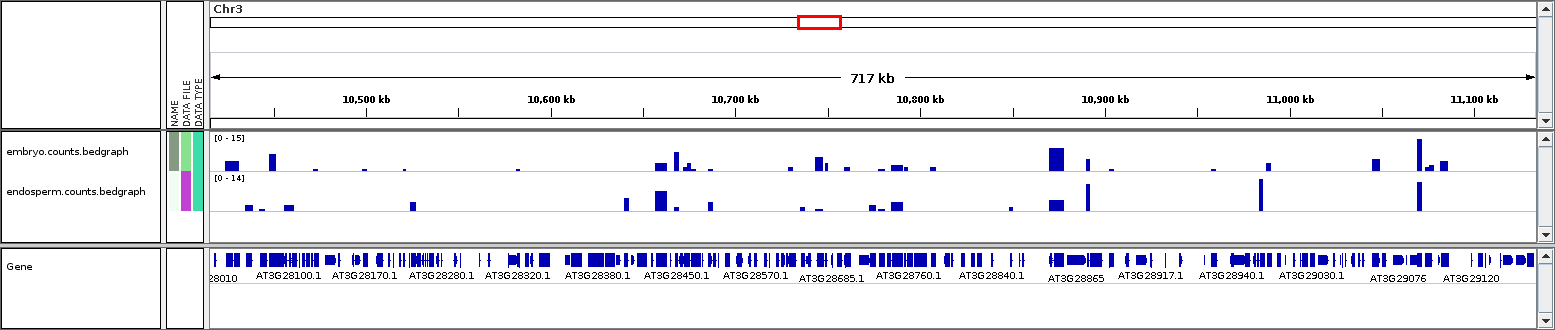 Chr3
717 kb
10,500 kb 10,600 kb 10,700 kb 10,800 kb 10,900 kb 11,000 kb 11,100 kb
NAME
DATA FILE
DATA TYPE
[0 - 15]
embryo.counts.bedgraph
[0 - 14]
endosperm.counts.bedgraph
Gene
28010 AT3G28100.1 AT3G28170.1 AT3G28280.1 AT3G28320.1 AT3G28380.1 AT3G28450.1 AT3G28570.1 AT3G28685.1 AT3G28760.1 AT3G28840.1 AT3G28865 AT3G28917.1 AT3G28940.1 AT3G29030.1 AT3G29076 AT3G29120